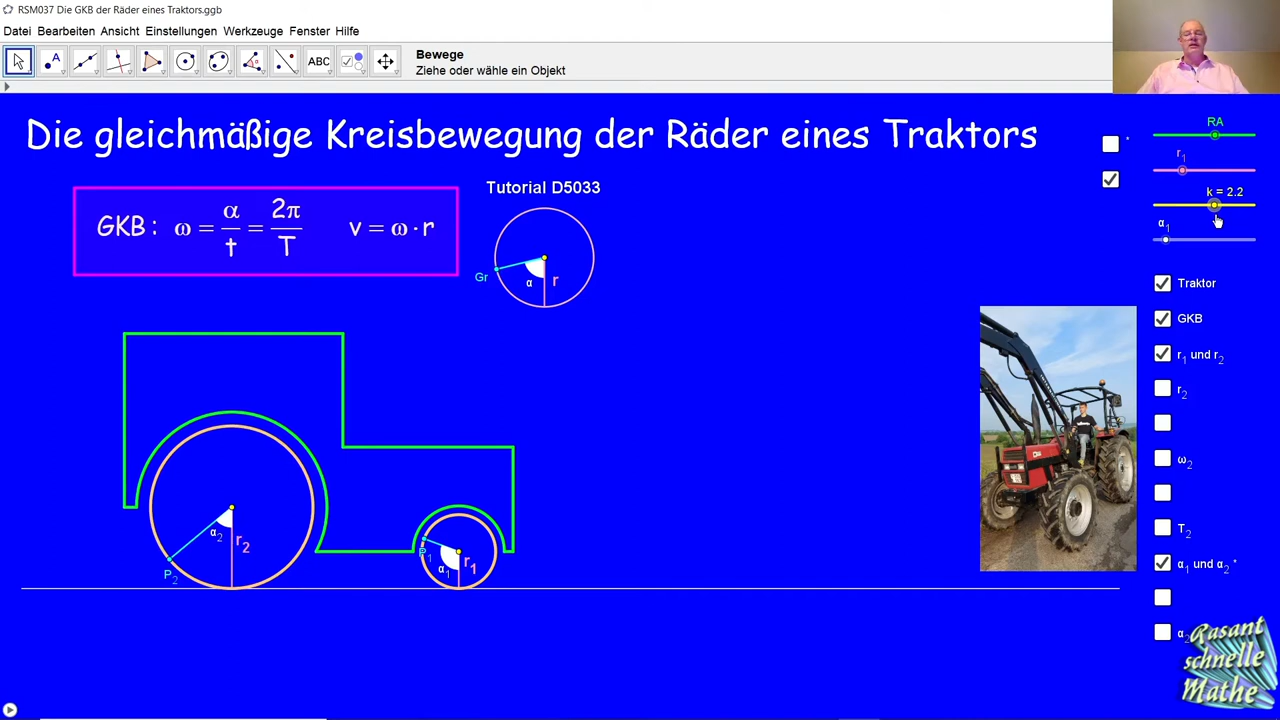 RSM037 Die GKB der Räder eines Traktors.ggb
Datei Bearbeiten Ansicht Einstellungen Werkzeuge Fenster Hilfe
A
ABC
Bewege
Ziehe oder wähle ein Objekt
Die gleichmäßige Kreisbewegung der Räder eines Traktors
GKB: ω = α/t = 2π/T v = ω · r
Tutorial D5033
Gr
α
r
RA
r₁
k = 2.2
α₁
Traktor
GKB
r₁ und r₂
r₂
ω₂
T₂
α₁ und α₂ *
α₂
α₂
r₂
P₂
P₁
α₁
r₁
Rasant
schnelle
Mathe